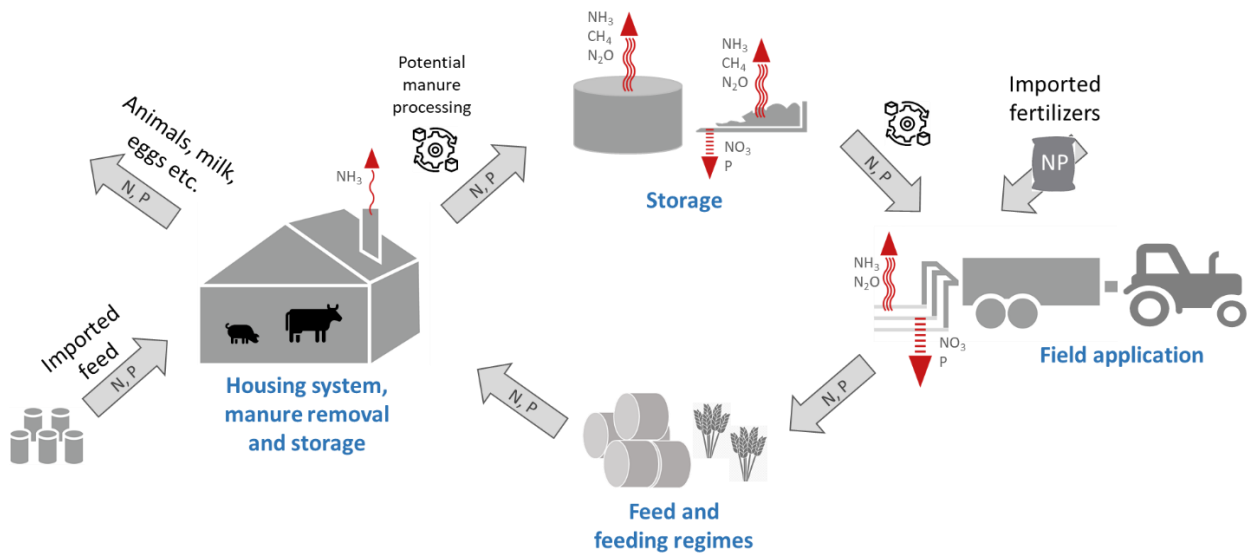 NH₃
CH₄
N₂O
NH₃
CH₄
N₂O
Potential
manure
processing
Imported
fertilizers
NP
Animals, milk,
eggs etc.
N, P
NH₃
N, P
NO₃
P
N, P
Storage
NH₃
N₂O
NO₃
P
Field application
Imported
feed
N, P
Housing system,
manure removal
and storage
N, P
N, P
Feed and
feeding regimes